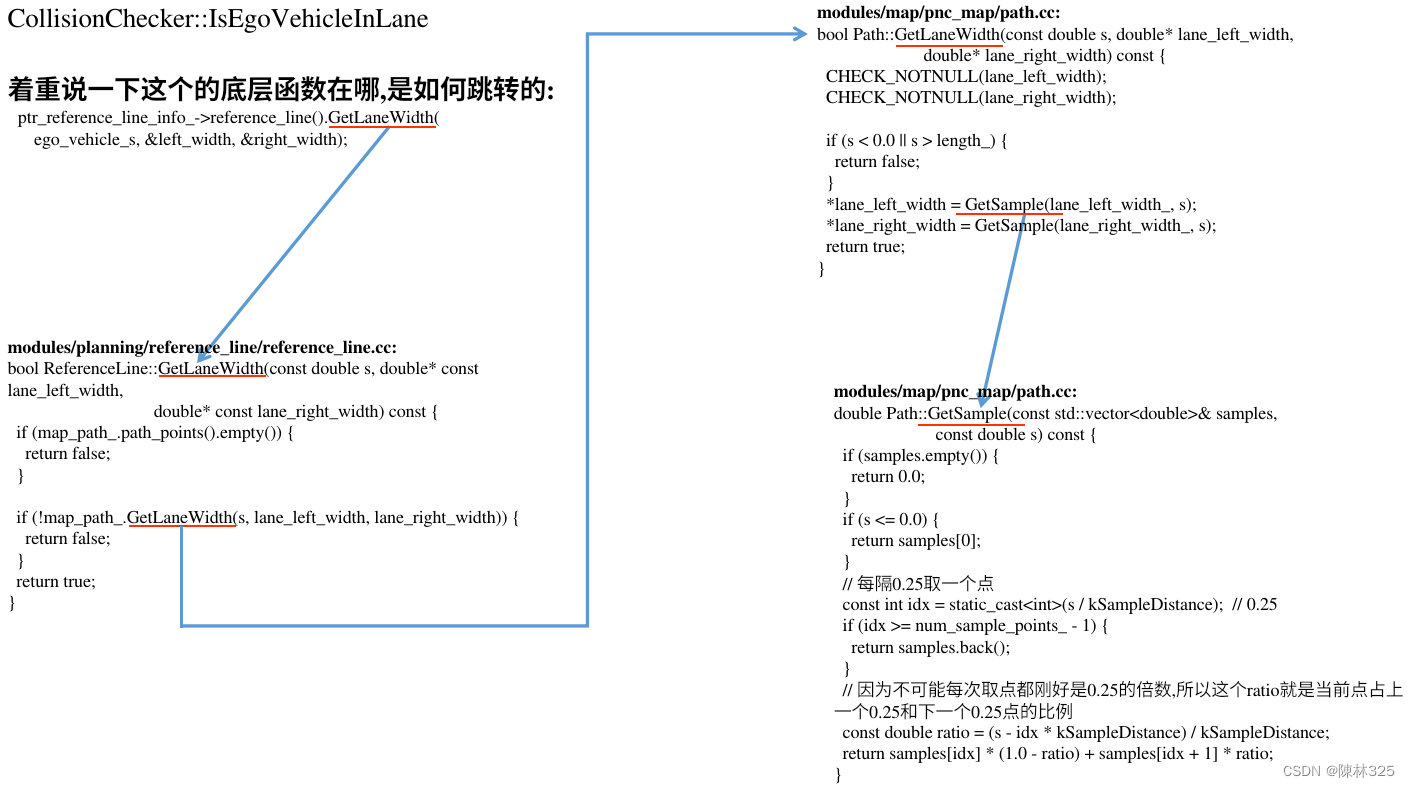 CollisionChecker::IsEgoVehicleInLane
着重说一下这个的底层函数在哪,是如何跳转的:
ptr_reference_line_info_->reference_line().GetLaneWidth(
ego_vehicle_s, &left_width, &right_width);
modules/planning/reference_line/reference_line.cc:
bool ReferenceLine::GetLaneWidth(const double s, double* const
lane_left_width,
double* const lane_right_width) const {
if (map_path_.path_points().empty()) {
return false;
}
if (!map_path_.GetLaneWidth(s, lane_left_width, lane_right_width)) {
return false;
}
return true;
}
modules/map/pnc_map/path.cc:
bool Path::GetLaneWidth(const double s, double* lane_left_width,
double* lane_right_width) const {
CHECK_NOTNULL(lane_left_width);
CHECK_NOTNULL(lane_right_width);
if (s < 0.0 || s > length_) {
return false;
}
*lane_left_width = GetSample(lane_left_width_, s);
*lane_right_width = GetSample(lane_right_width_, s);
return true;
}
modules/map/pnc_map/path.cc:
double Path::GetSample(const std::vector<double>& samples,
const double s) const {
if (samples.empty()) {
return 0.0;
}
if (s <= 0.0) {
return samples[0];
}
// 每隔0.25取一个点
const int idx = static_cast<int>(s / kSampleDistance);  // 0.25
if (idx >= num_sample_points_ - 1) {
return samples.back();
}
// 因为不可能每次取点都刚好是0.25的倍数,所以这个ratio就是当前点占上
一个0.25和下一个0.25点的比例
const double ratio = (s - idx * kSampleDistance) / kSampleDistance;
return samples[idx] * (1.0 - ratio) + samples[idx + 1] * ratio;
}
CSDN @陳林325